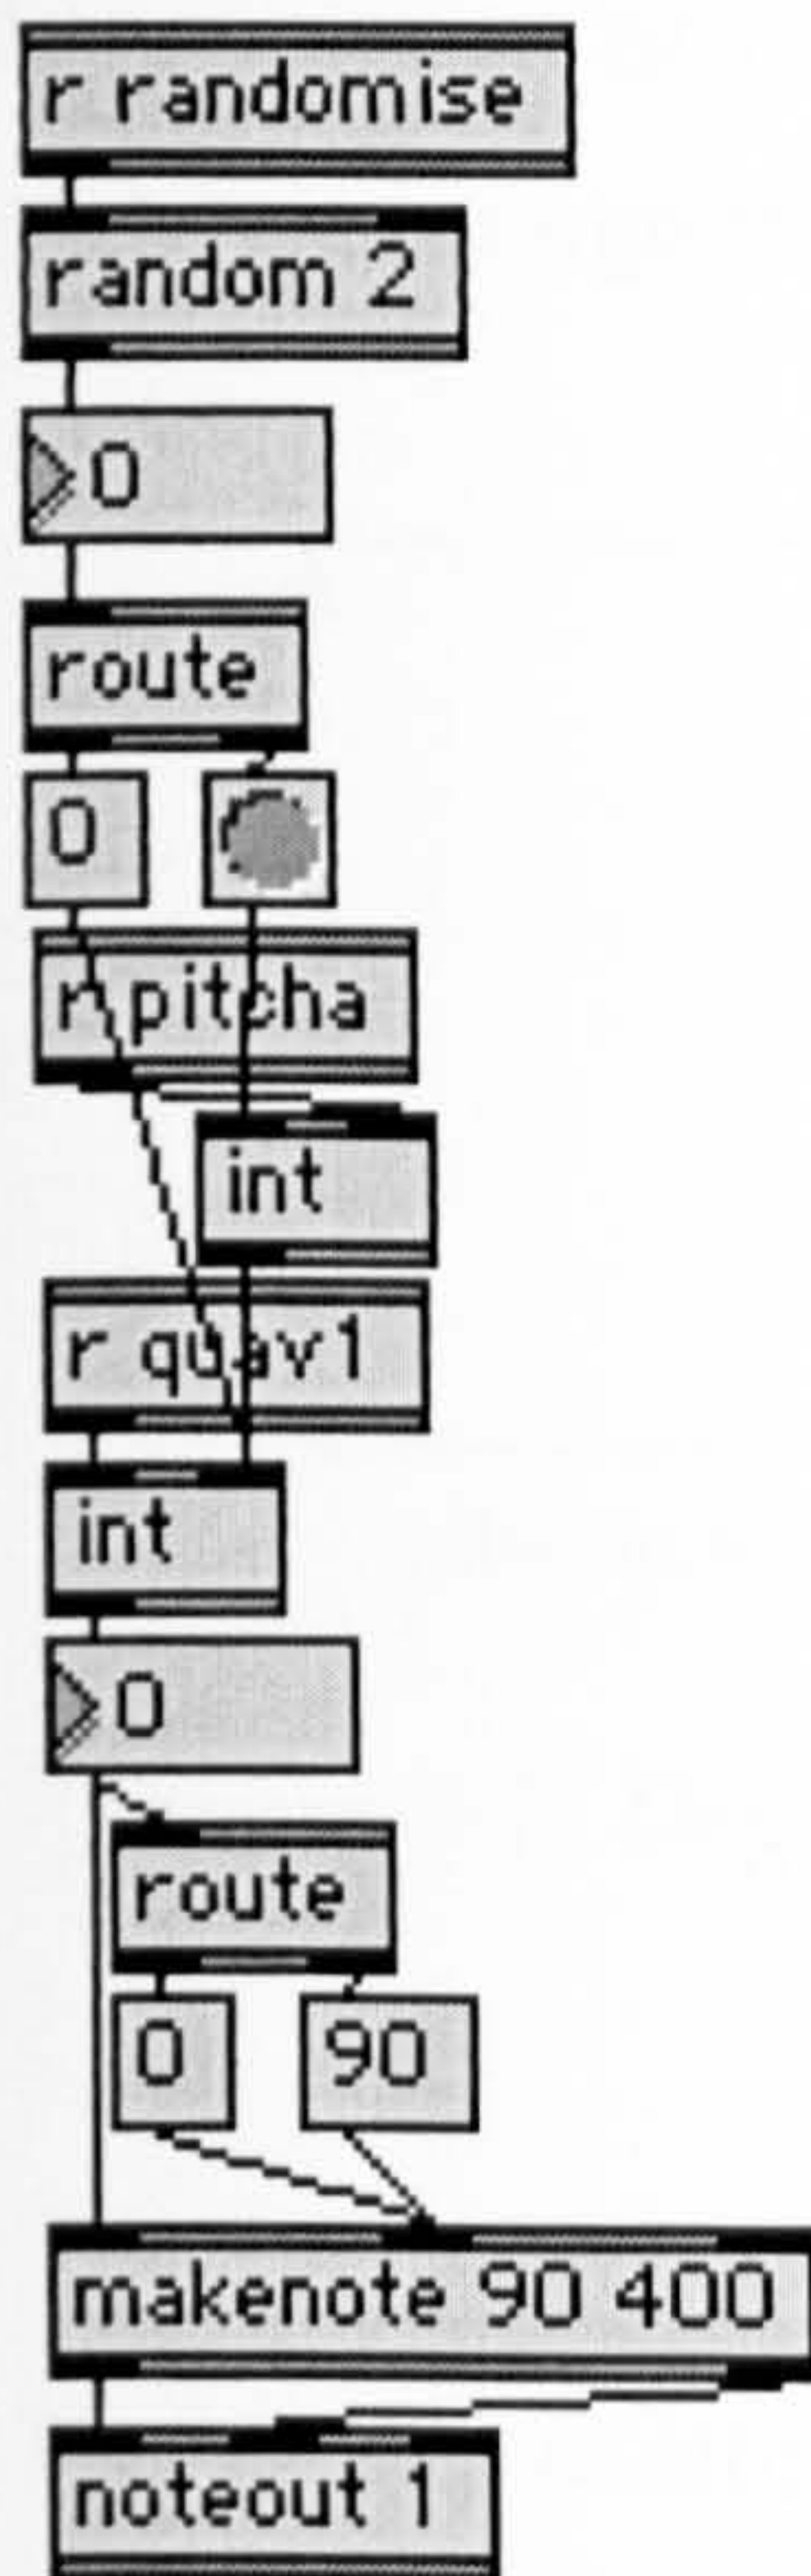 r randomise
random 2
0
route
0
r pitcha
int
r quav1
int
0
route
0 90
makenote 90 400
noteout 1